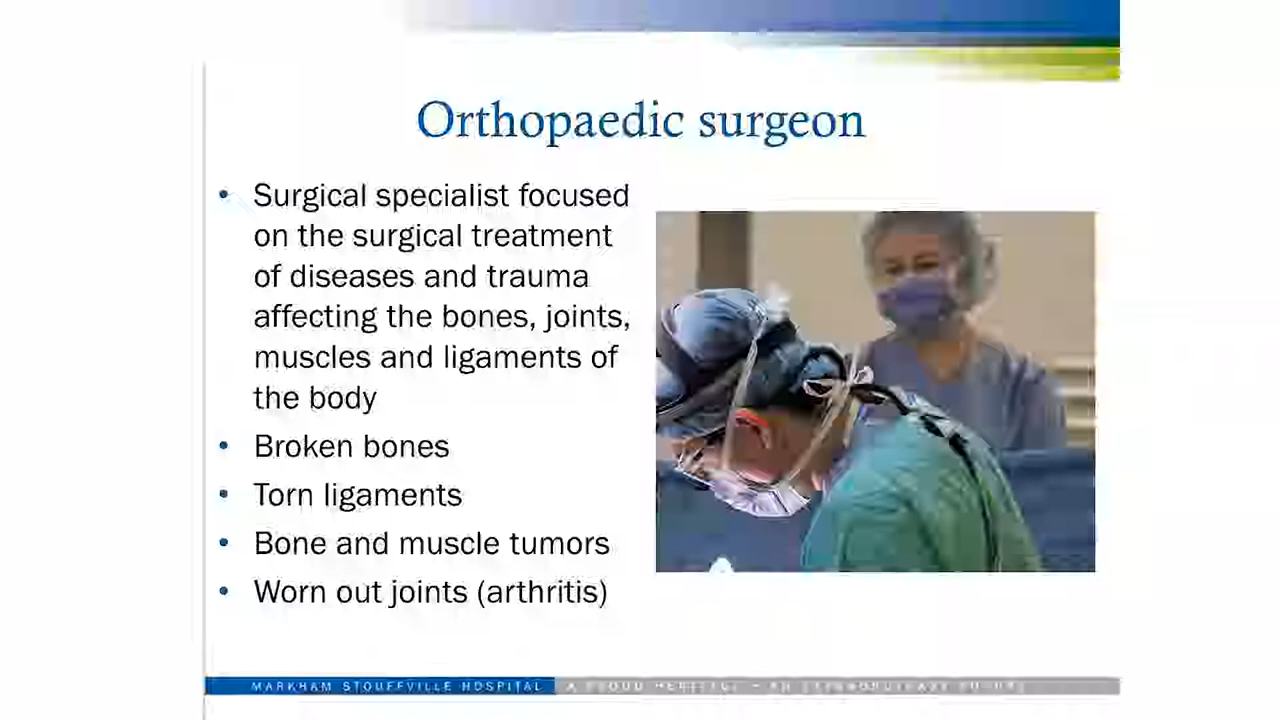 Orthopaedic surgeon
• Surgical specialist focused
on the surgical treatment
of diseases and trauma
affecting the bones, joints,
muscles and ligaments of
the body
• Broken bones
• Torn ligaments
• Bone and muscle tumors
• Worn out joints (arthritis)
MARKHAM STOUFFVILLE HOSPITAL